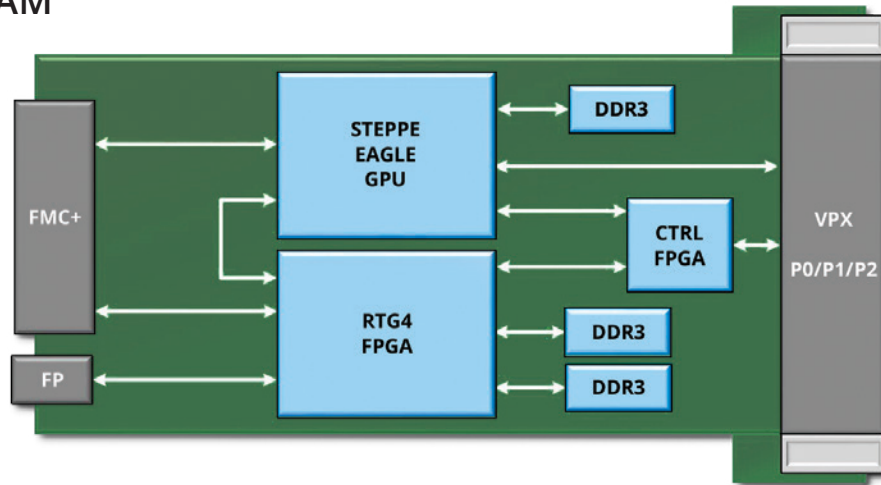 STEPPE
EAGLE
GPU
DDR3
FMC+
CTRL
FPGA
VPX
P0/P1/P2
RTG4
FPGA
DDR3
FP
DDR3